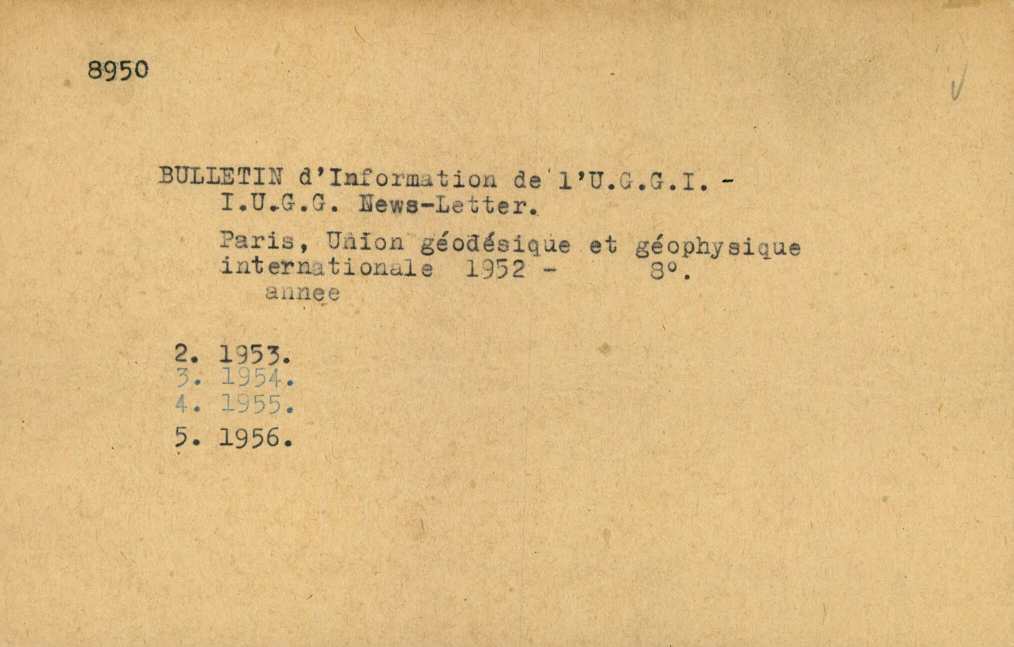 8950
BULLETIN d'Information de l'U.G.G.I. -
I.U.G.G. News-Letter.
Paris, Union géodésique et géophysique
internationale 1952 - 8°.
annee
2. 1953.
3. 1954.
4. 1955.
5. 1956.